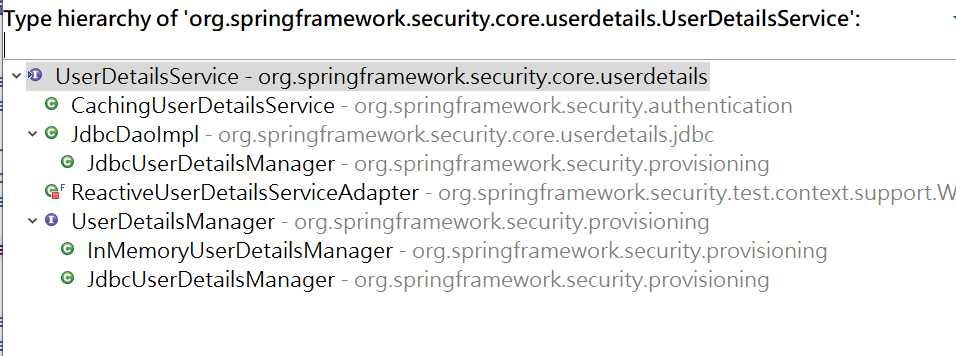 Type hierarchy of 'org.springframework.security.core.userdetails.UserDetailsService':
UserDetailsService - org.springframework.security.core.userdetails
CachingUserDetailsService - org.springframework.security.authentication
JdbcDaoImpl - org.springframework.security.core.userdetails.jdbc
JdbcUserDetailsManager - org.springframework.security.provisioning
ReactiveUserDetailsServiceAdapter - org.springframework.security.test.context.support.W
UserDetailsManager - org.springframework.security.provisioning
InMemoryUserDetailsManager - org.springframework.security.provisioning
JdbcUserDetailsManager - org.springframework.security.provisioning